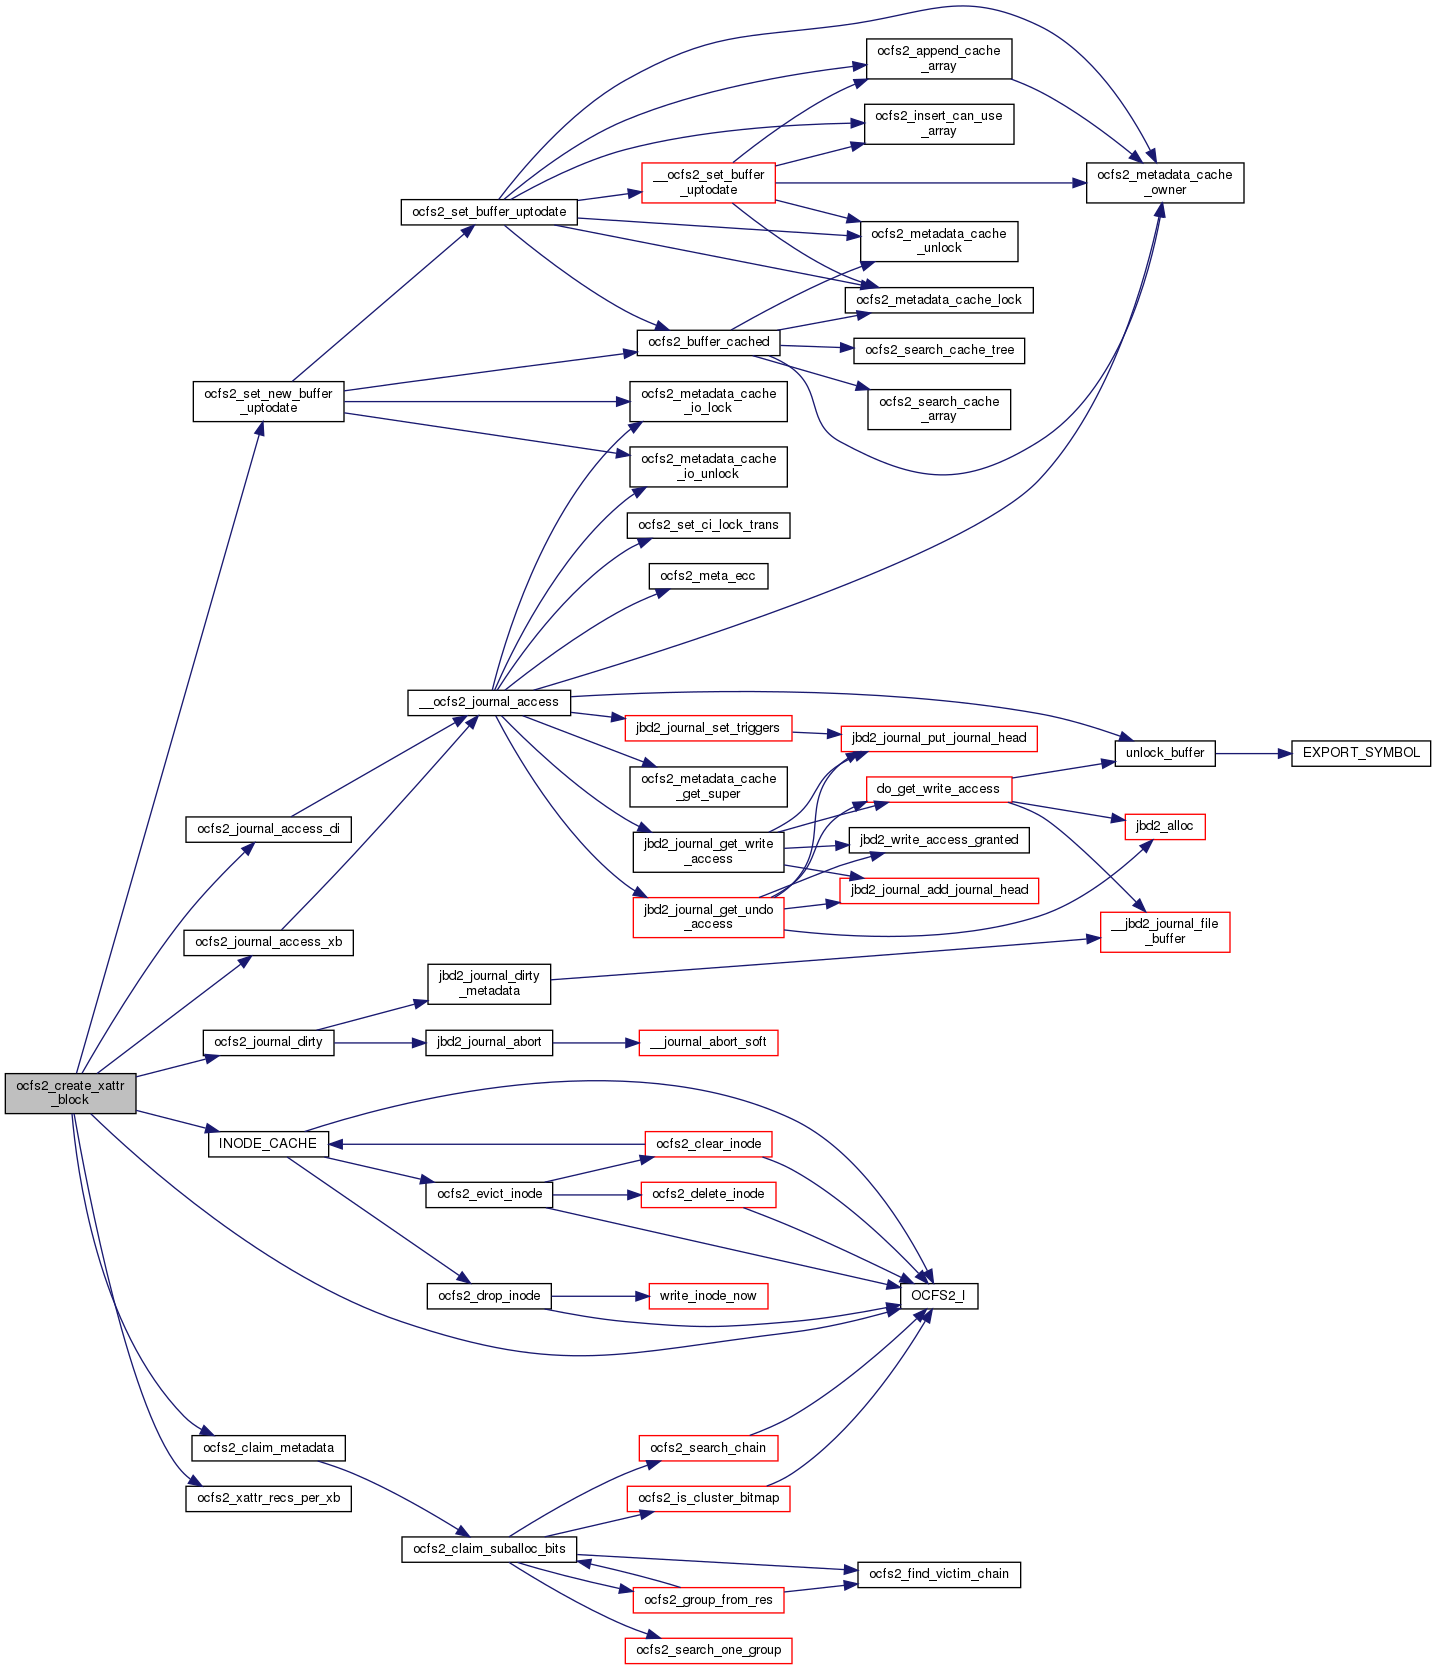 ocfs2_append_cache
_array
ocfs2_insert_can_use
_array
__ocfs2_set_buffer
_uptodate
ocfs2_metadata_cache
_owner
ocfs2_set_buffer_uptodate
ocfs2_metadata_cache
_unlock
ocfs2_metadata_cache_lock
ocfs2_buffer_cached
ocfs2_search_cache_tree
ocfs2_set_new_buffer
_uptodate
ocfs2_metadata_cache
_io_lock
ocfs2_search_cache
_array
ocfs2_metadata_cache
_io_unlock
ocfs2_set_ci_lock_trans
ocfs2_meta_ecc
__ocfs2_journal_access
jbd2_journal_set_triggers
jbd2_journal_put_journal_head
unlock_buffer
EXPORT_SYMBOL
ocfs2_metadata_cache
_get_super
do_get_write_access
ocfs2_journal_access_di
jbd2_alloc
jbd2_journal_get_write
_access
jbd2_write_access_granted
jbd2_journal_add_journal_head
jbd2_journal_get_undo
_access
__jbd2_journal_file
_buffer
ocfs2_journal_access_xb
jbd2_journal_dirty
_metadata
ocfs2_journal_dirty
jbd2_journal_abort
__journal_abort_soft
ocfs2_create_xattr
_block
INODE_CACHE
ocfs2_clear_inode
ocfs2_evict_inode
ocfs2_delete_inode
ocfs2_drop_inode
write_inode_now
OCFS2_I
ocfs2_claim_metadata
ocfs2_search_chain
ocfs2_xattr_recs_per_xb
ocfs2_is_cluster_bitmap
ocfs2_claim_suballoc_bits
ocfs2_find_victim_chain
ocfs2_group_from_res
ocfs2_search_one_group